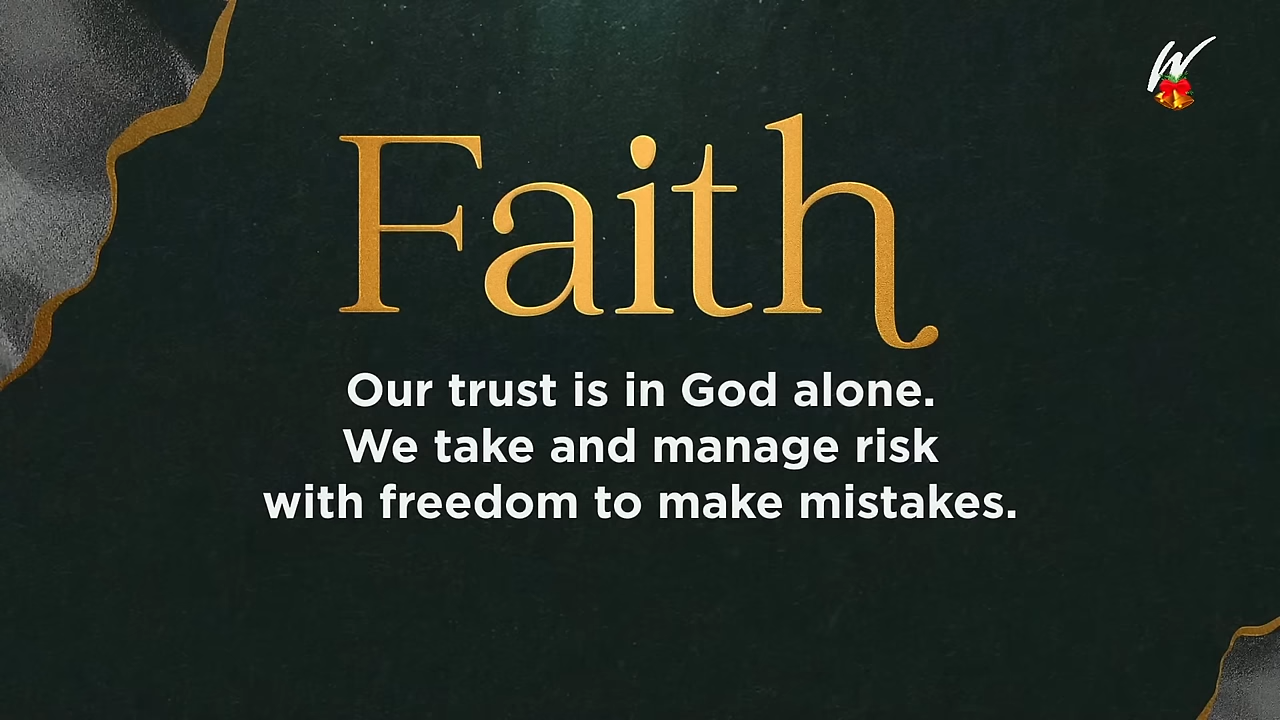 W
Faith
Our trust is in God alone.
We take and manage risk
with freedom to make mistakes.